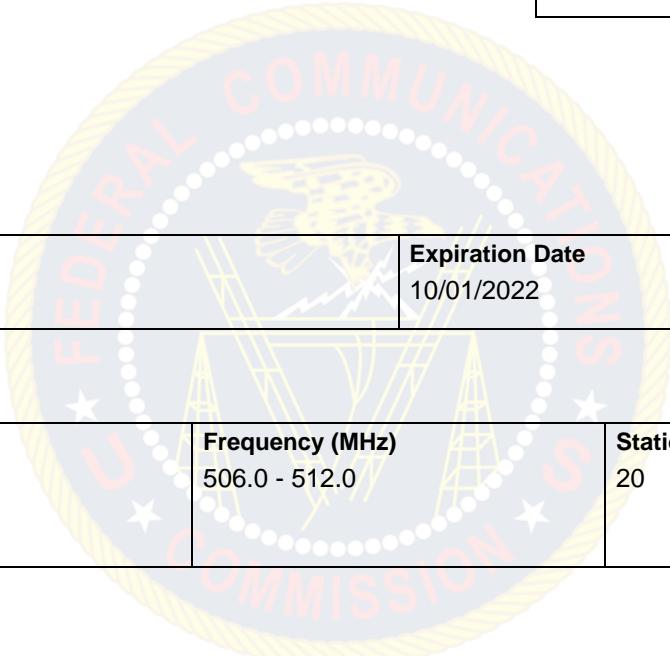 FEDERAL COMMUNICATIONS
COMMISSION
U S
Expiration Date
10/01/2022
Frequency (MHz)
506.0 - 512.0
20